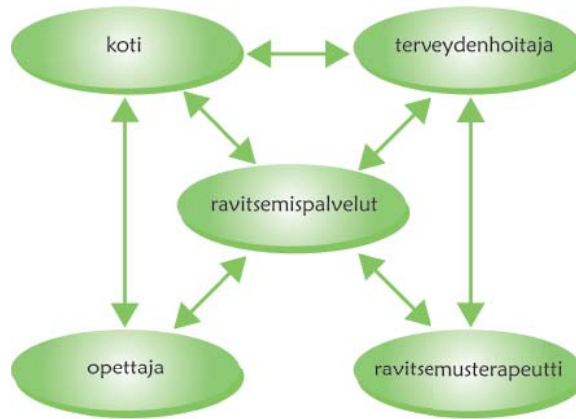 koti
terveydenhoitaja
ravitsemispalvelut
opettaja
ravitsemusterapeutti